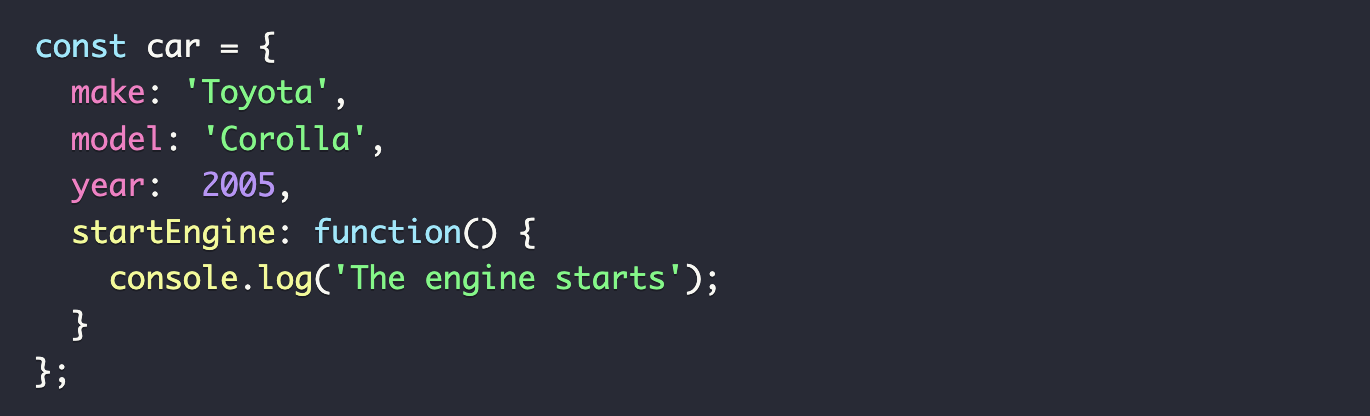 const car = {
  make: 'Toyota',
  model: 'Corolla',
  year:  2005,
  startEngine: function() {
    console.log('The engine starts');
  }
};